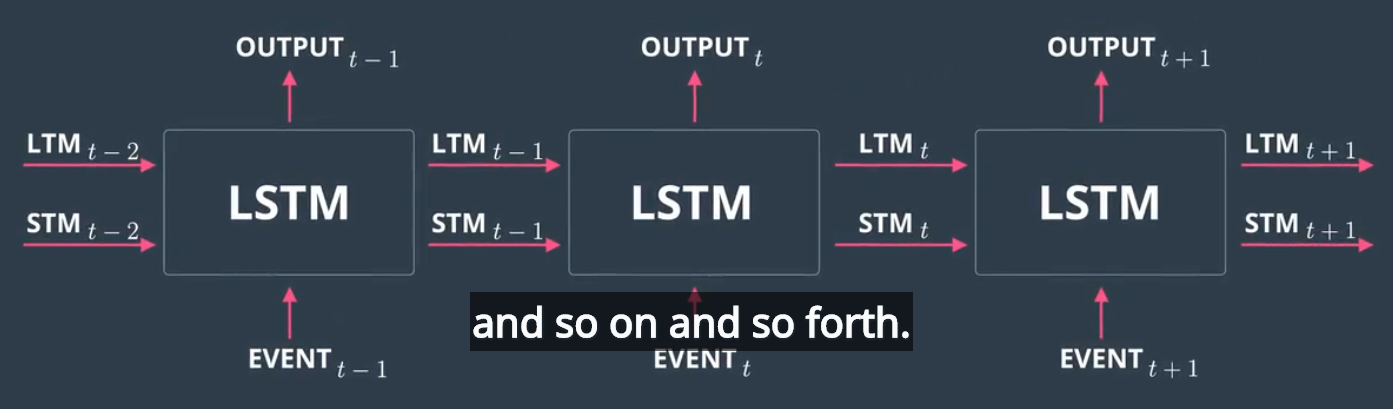 OUTPUT t − 1 OUTPUT t OUTPUT t + 1
LTM t − 2 LTM t − 1 LTM t LTM t + 1
LSTM LSTM LSTM
STM t − 2 STM t − 1 STM t STM t + 1
and so on and so forth.
EVENT t − 1 EVENT t EVENT t + 1